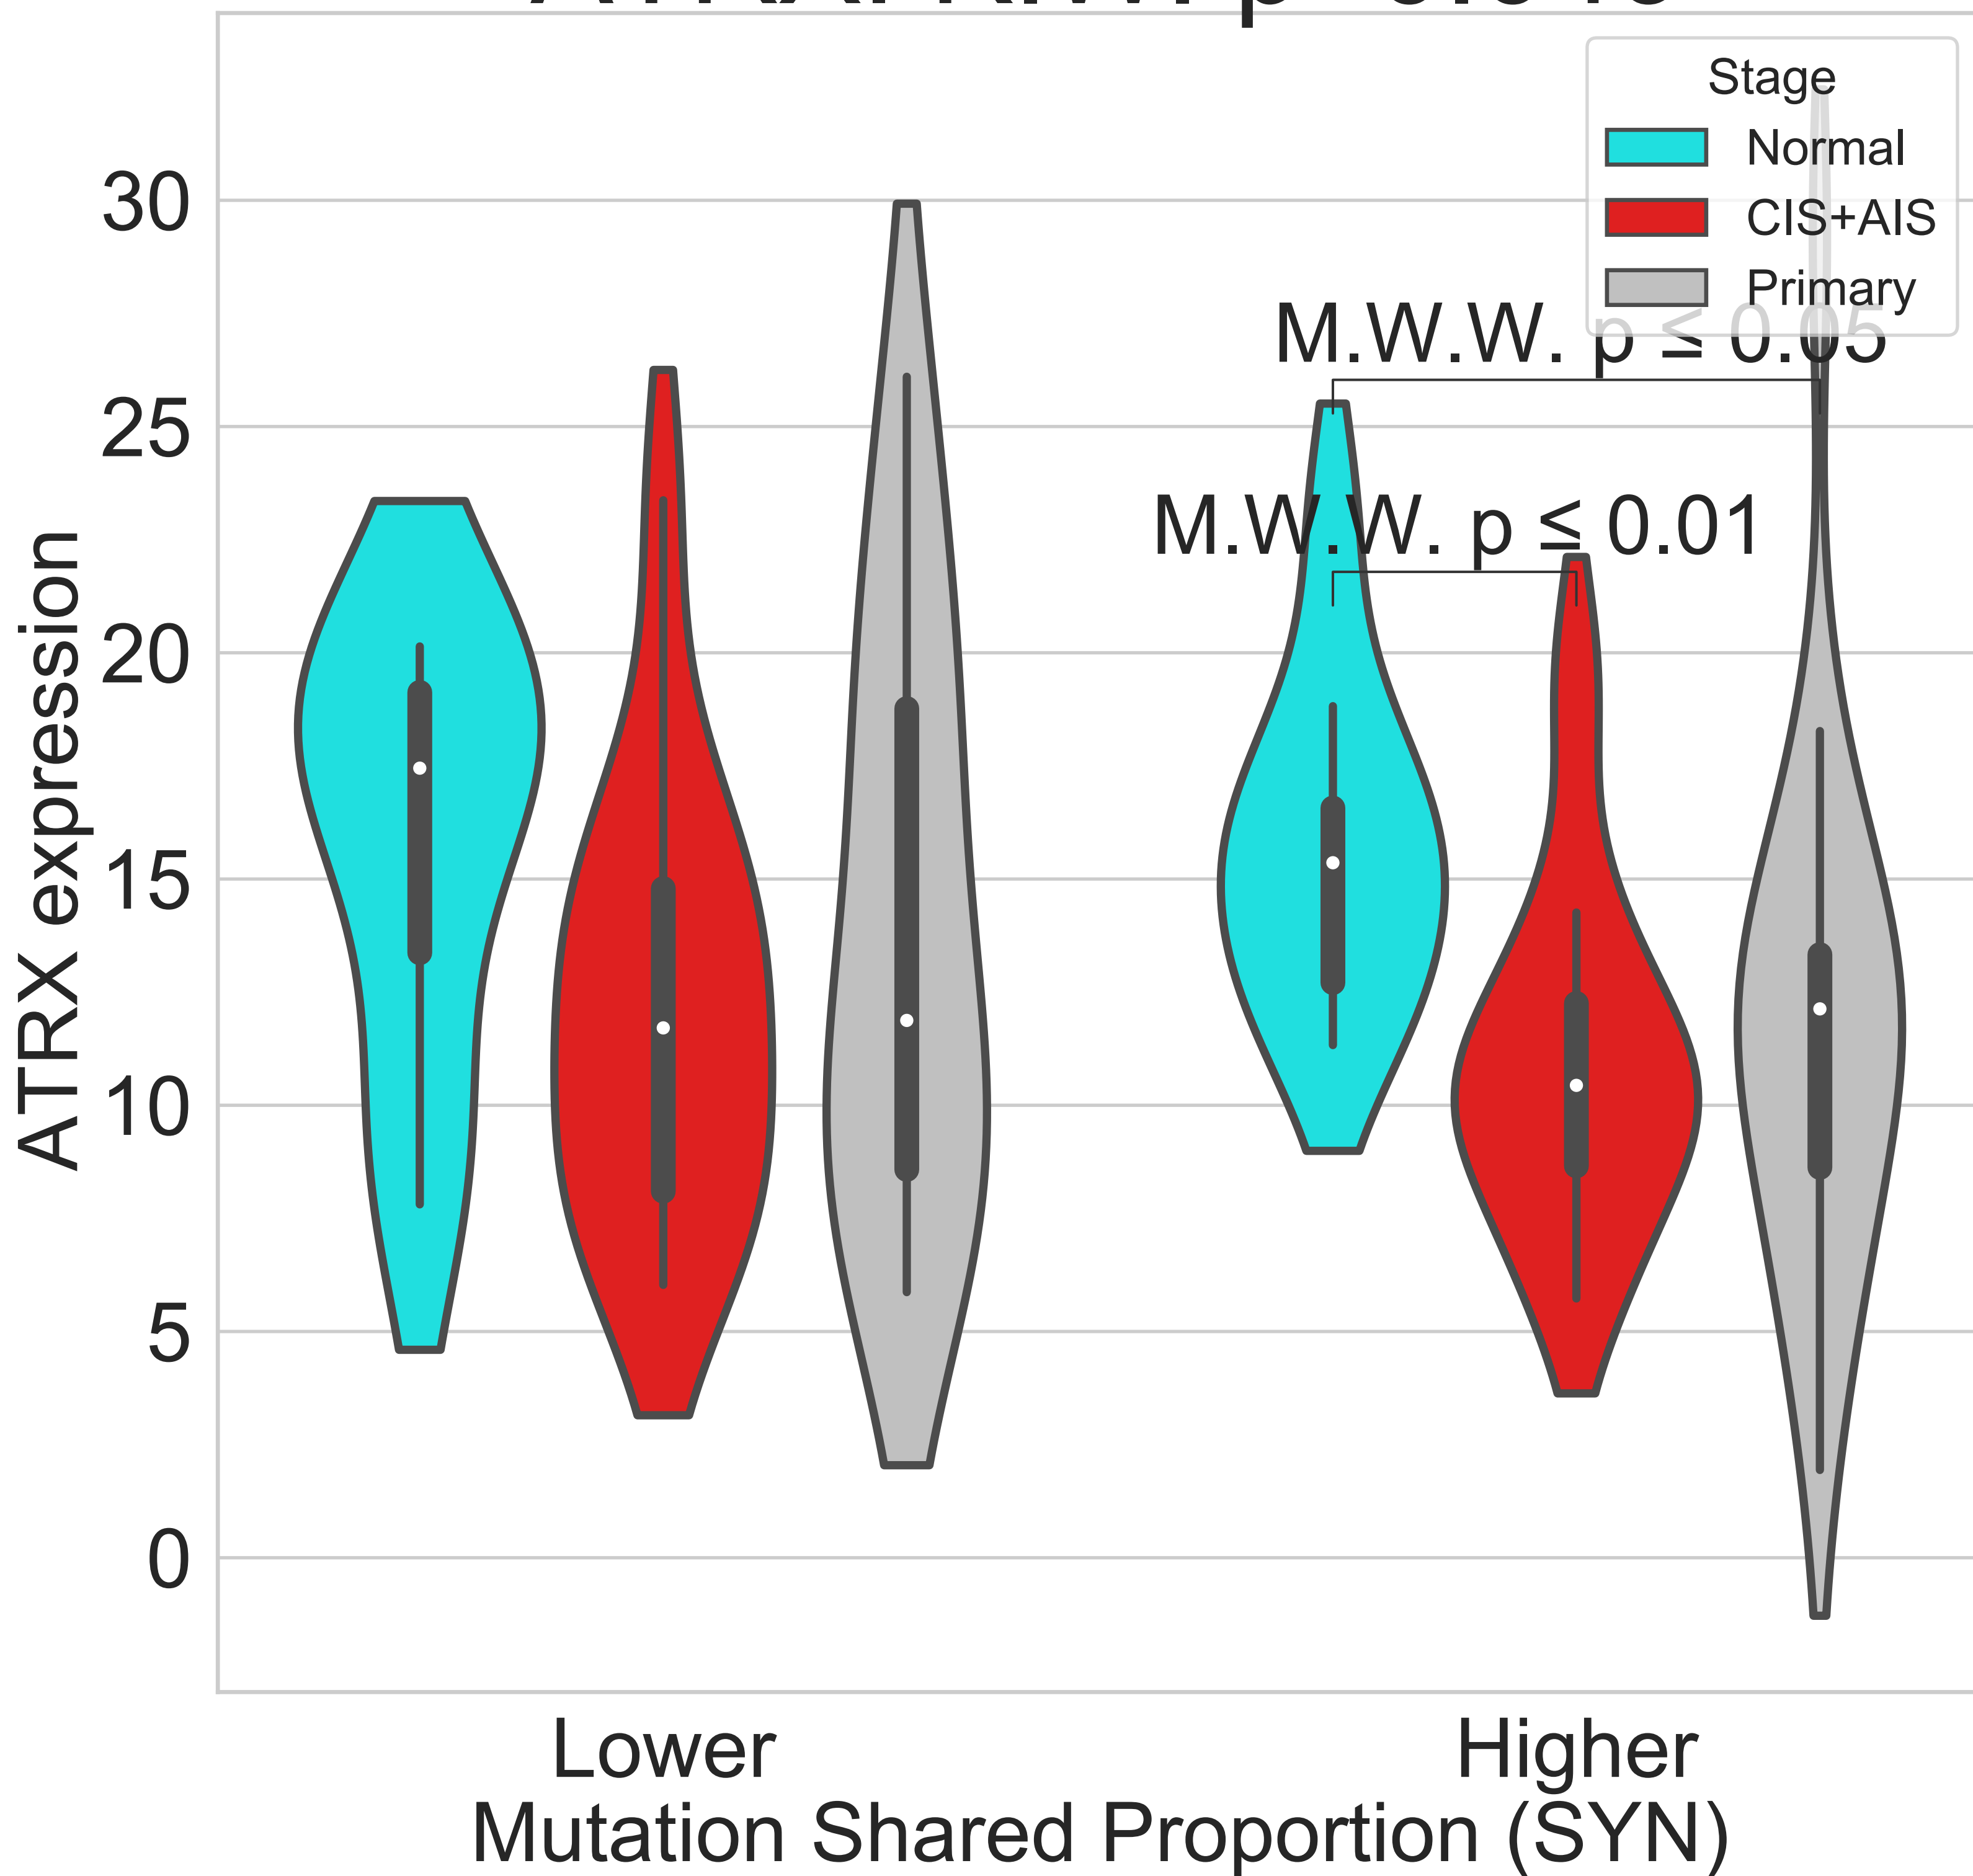 Stage
Normal
CIS+AIS
Primary
M.W.W. p ≤ 0.05
M.W.W. p ≤ 0.01
30
25
20
15
10
5
0
ATRX expression
Lower
Higher
Mutation Shared Proportion (SYN)